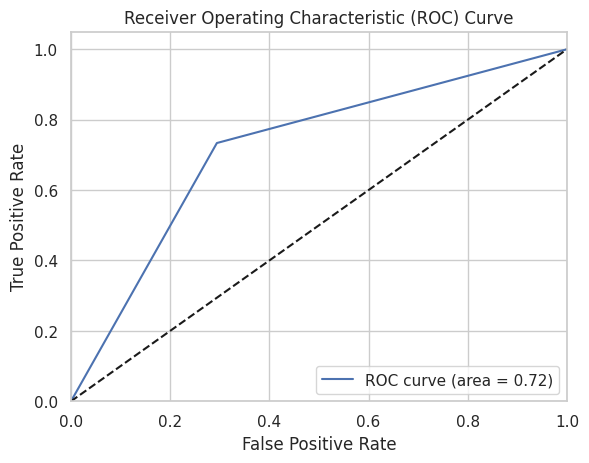 Receiver Operating Characteristic (ROC) Curve
1.0
0.8
0.6
0.4
0.2
0.0
True Positive Rate
ROC curve (area = 0.72)
0.0 0.2 0.4 0.6 0.8 1.0
False Positive Rate